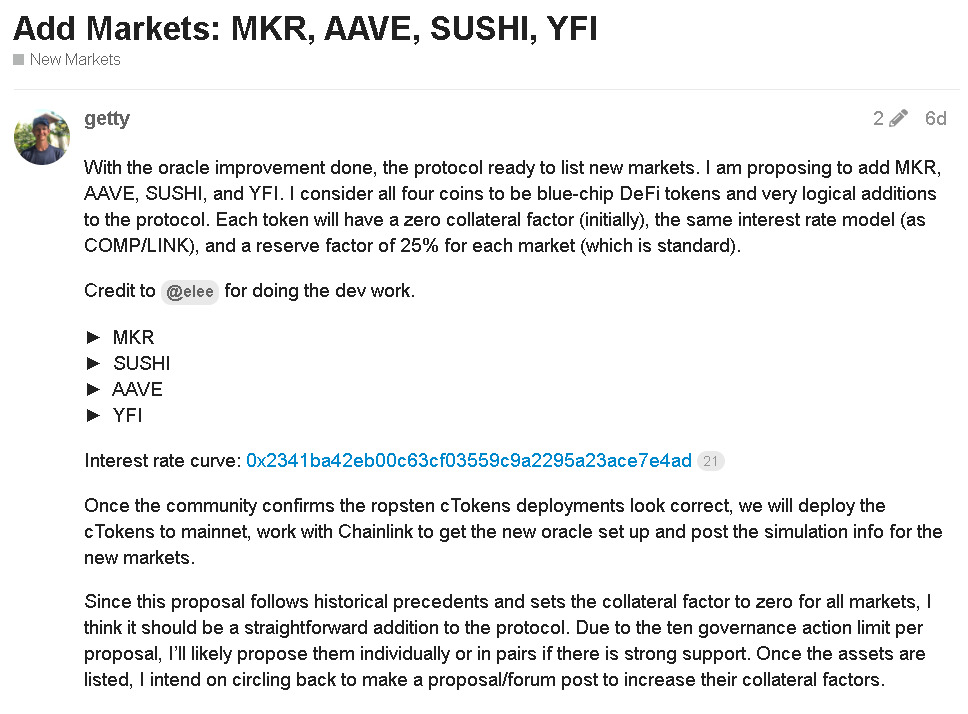 Add Markets: MKR, AAVE, SUSHI, YFI
New Markets
getty
2 6d
With the oracle improvement done, the protocol ready to list new markets. I am proposing to add MKR,
AAVE, SUSHI, and YFI. I consider all four coins to be blue-chip DeFi tokens and very logical additions
to the protocol. Each token will have a zero collateral factor (initially), the same interest rate model (as
COMP/LINK), and a reserve factor of 25% for each market (which is standard).
Credit to @elee for doing the dev work.
► MKR
► SUSHI
► AAVE
► YFI
Interest rate curve: 0x2341ba42eb00c63cf03559c9a2295a23ace7e4ad 21
Once the community confirms the ropsten cTokens deployments look correct, we will deploy the
cTokens to mainnet, work with Chainlink to get the new oracle set up and post the simulation info for the
new markets.
Since this proposal follows historical precedents and sets the collateral factor to zero for all markets, I
think it should be a straightforward addition to the protocol. Due to the ten governance action limit per
proposal, I’ll likely propose them individually or in pairs if there is strong support. Once the assets are
listed, I intend on circling back to make a proposal/forum post to increase their collateral factors.